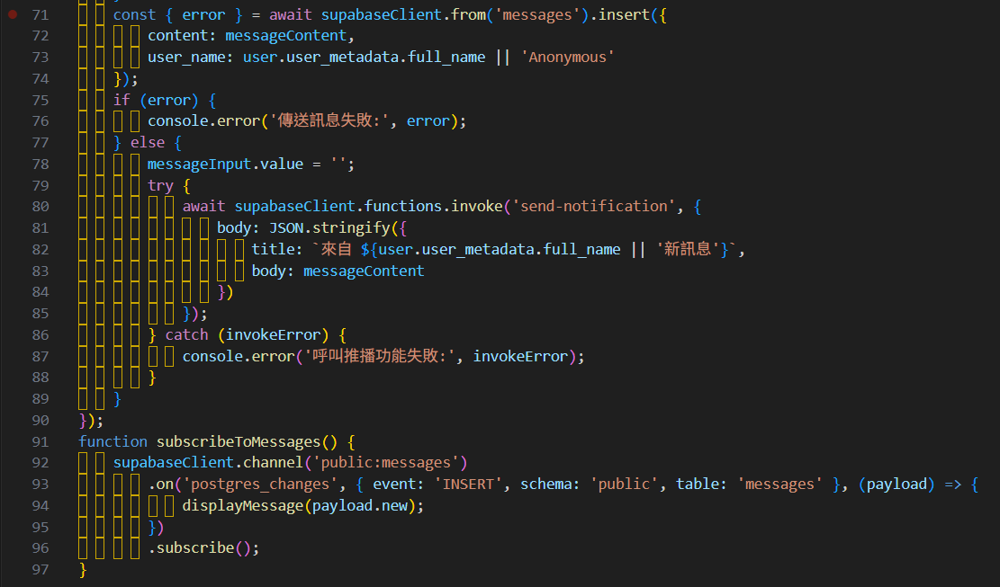 71 const { error } = await supabaseClient.from('messages').insert({
72 content: messageContent,
73 user_name: user.user_metadata.full_name || 'Anonymous'
74 });
75 if (error) {
76 console.error('傳送訊息失敗:', error);
77 } else {
78 messageInput.value = '';
79 try {
80 await supabaseClient.functions.invoke('send-notification', {
81 body: JSON.stringify({
82 title: `來自 ${user.user_metadata.full_name || '新訊息'}`,
83 body: messageContent
84 })
85 });
86 } catch (invokeError) {
87 console.error('呼叫推播功能失敗:', invokeError);
88 }
89 }
90 });
91 function subscribeToMessages() {
92 supabaseClient.channel('public:messages')
93 .on('postgres_changes', { event: 'INSERT', schema: 'public', table: 'messages' }, (payload) => {
94 displayMessage(payload.new);
95 })
96 .subscribe();
97 }